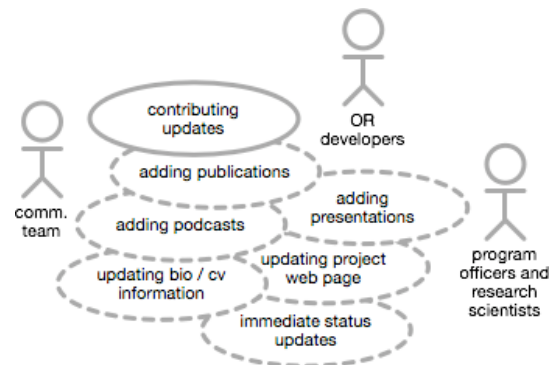 contributing
updates
OR
developers
adding publications
comm.
team
adding podcasts
adding
presentations
updating bio / cv
information
updating project
web page
program
officers and
research
scientists
immediate status
updates